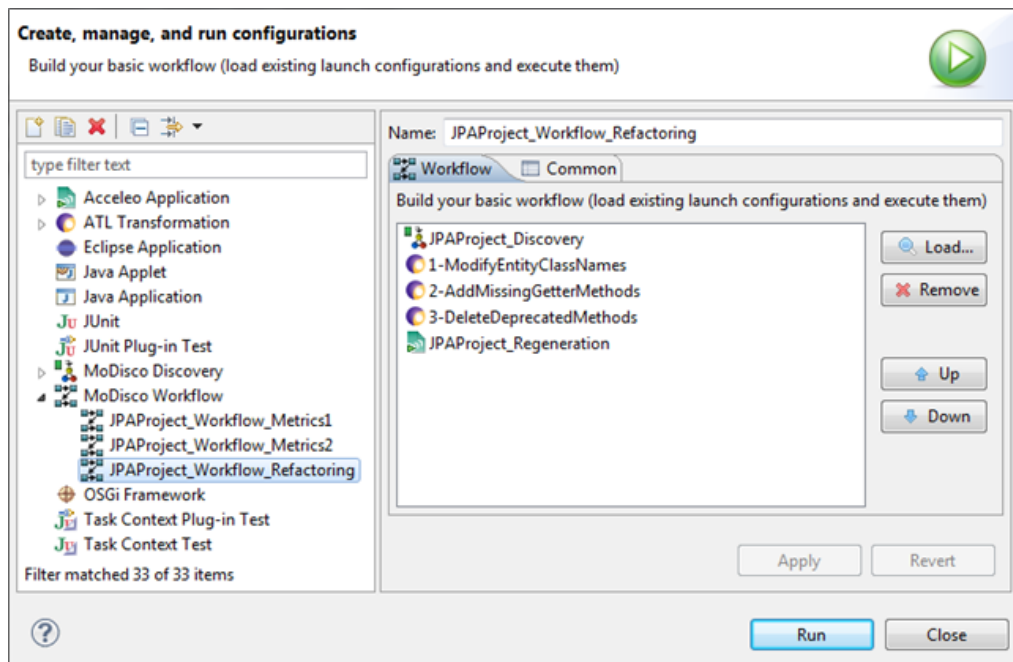 Create, manage, and run configurations
Build your basic workflow (load existing launch configurations and execute them)
type filter text
Acceleo Application
ATL Transformation
Eclipse Application
Java Applet
Java Application
JUnit
JUnit Plug-in Test
MoDisco Discovery
MoDisco Workflow
JPAProject_Workflow_Metrics1
JPAProject_Workflow_Metrics2
JPAProject_Workflow_Refactoring
OSGi Framework
Task Context Plug-in Test
Task Context Test
Filter matched 33 of 33 items
Name: JPAProject_Workflow_Refactoring
Workflow Common
Build your basic workflow (load existing launch configurations and execute them)
JPAProject_Discovery
1-ModifyEntityClassNames
2-AddMissingGetterMethods
3-DeleteDeprecatedMethods
JPAProject_Regeneration
Load...
Remove
Up
Down
Apply Revert
Run Close